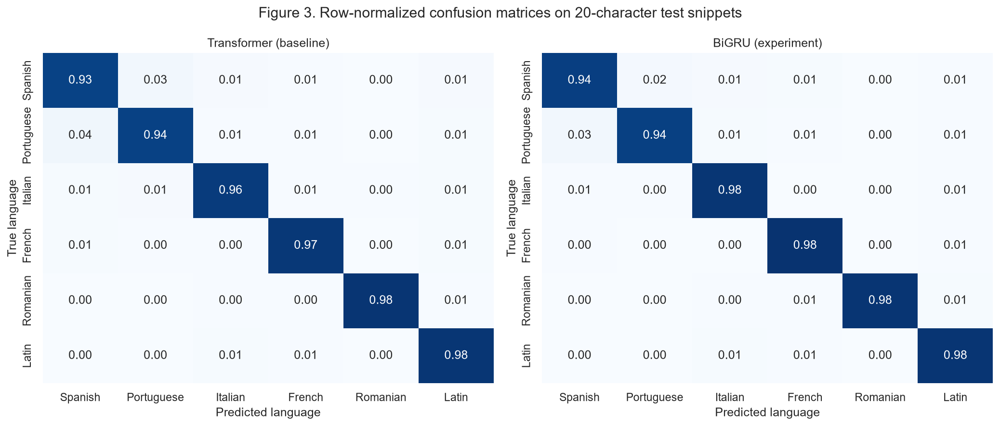 Figure 3. Row-normalized confusion matrices on 20-character test snippets
Transformer (baseline)
True language
Spanish 0.93 0.03 0.01 0.01 0.00 0.01
Portuguese 0.04 0.94 0.01 0.01 0.00 0.01
Italian 0.01 0.01 0.96 0.01 0.00 0.01
French 0.01 0.00 0.00 0.97 0.00 0.01
Romanian 0.00 0.00 0.00 0.00 0.98 0.01
Latin 0.00 0.00 0.01 0.01 0.00 0.98
Spanish Portuguese Italian French Romanian Latin
Predicted language
BiGRU (experiment)
True language
Spanish 0.94 0.02 0.01 0.01 0.00 0.01
Portuguese 0.03 0.94 0.01 0.01 0.00 0.01
Italian 0.01 0.00 0.98 0.00 0.00 0.01
French 0.00 0.00 0.00 0.98 0.00 0.01
Romanian 0.00 0.00 0.00 0.01 0.98 0.01
Latin 0.00 0.00 0.01 0.01 0.00 0.98
Spanish Portuguese Italian French Romanian Latin
Predicted language